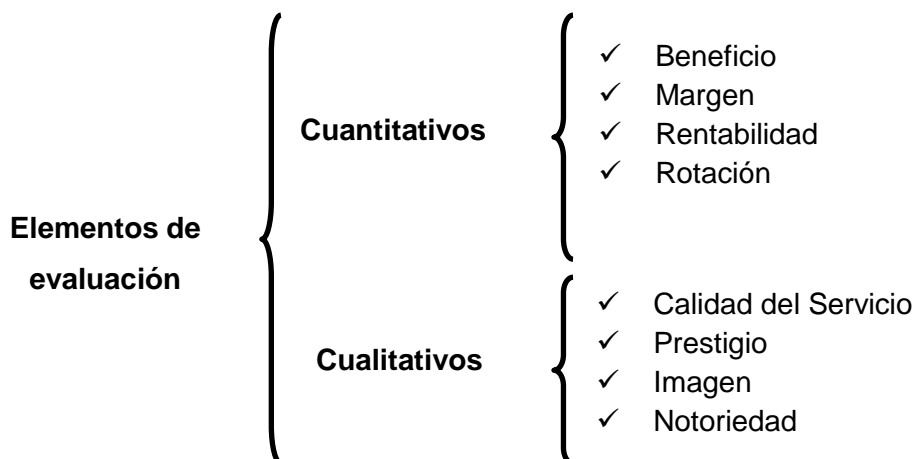 Elementos de
evaluación
Cuantitativos
✓ Beneficio
✓ Margen
✓ Rentabilidad
✓ Rotación
Cualitativos
✓ Calidad del Servicio
✓ Prestigio
✓ Imagen
✓ Notoriedad